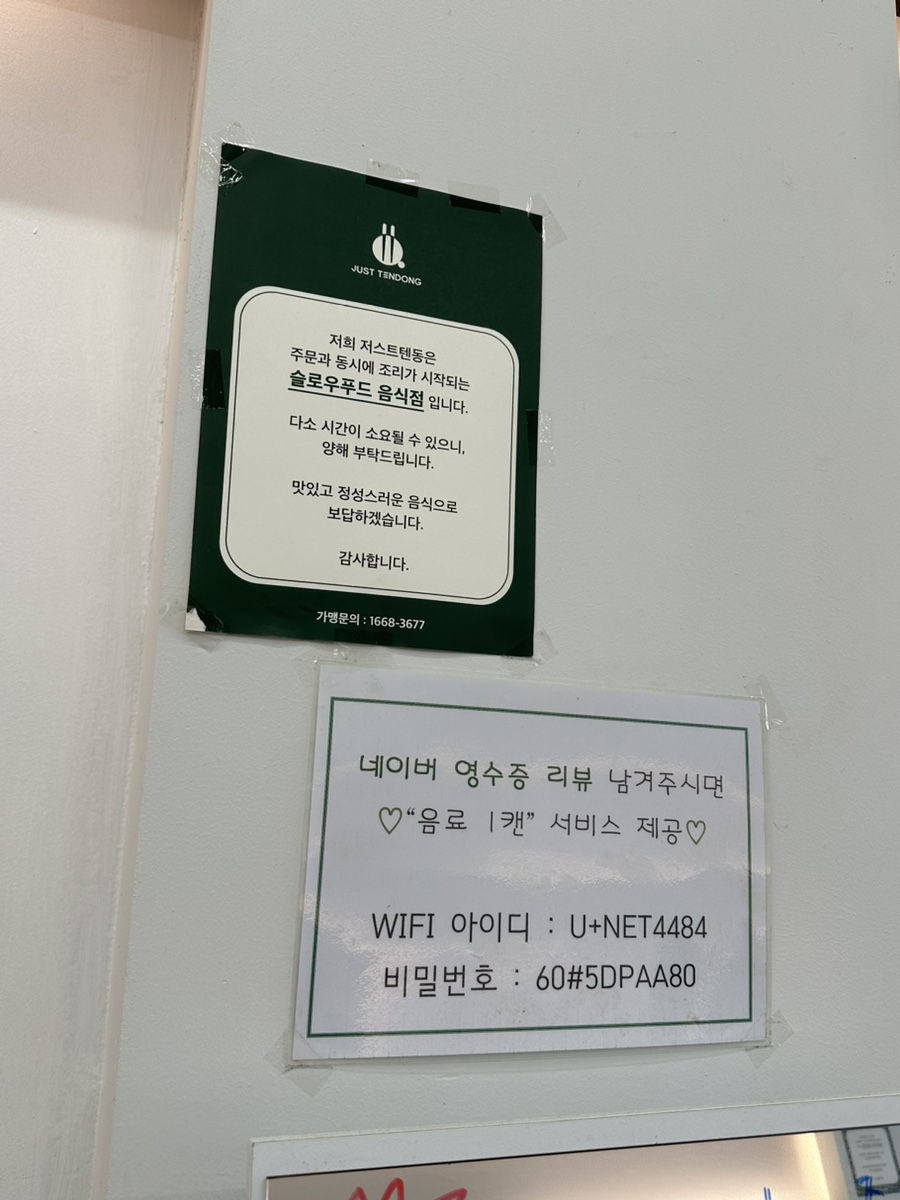 JUST TENDONG
저희 저스트텐동은
주문과 동시에 조리가 시작되는
슬로우푸드 음식점 입니다.
다소 시간이 소요될 수 있으니,
양해 부탁드립니다.
맛있고 정성스러운 음식으로
보답하겠습니다.
감사합니다.
가맹문의 : 1668-3677
네이버 영수증 리뷰 남겨주시면
♡“음료 1캔” 서비스 제공♡
WIFI 아이디 : U+NET4484
비밀번호 : 60#5DPAA80